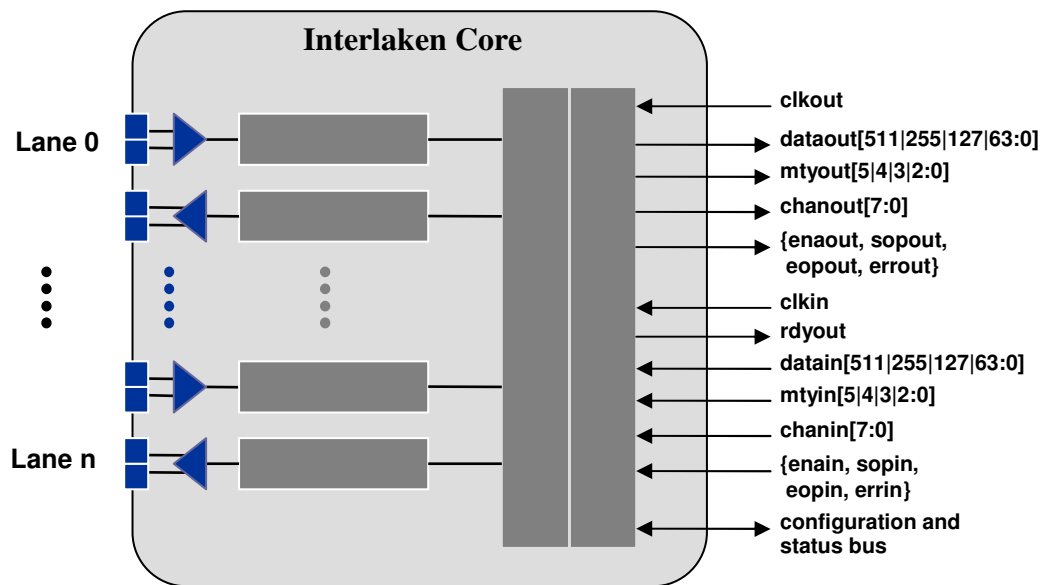 Interlaken Core
Lane 0
Lane n
clkout
dataout[511|255|127|63:0]
mtyout[5|4|3|2:0]
chanout[7:0]
{enaout, sopout,
eopout, errout}
clkin
rdyout
datain[511|255|127|63:0]
mtyin[5|4|3|2:0]
chanin[7:0]
{enain, sopin,
eopin, errin}
configuration and
status bus